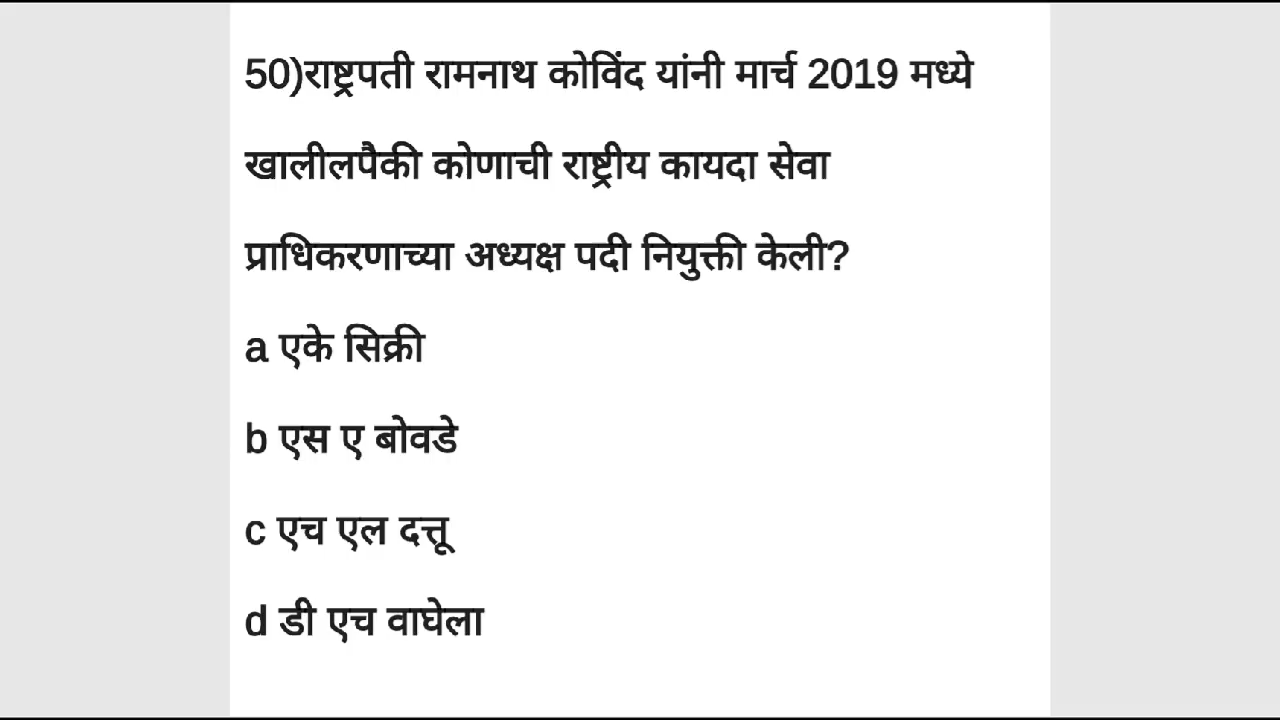 50)राष्ट्रपती रामनाथ कोविंद यांनी मार्च 2019 मध्ये
खालीलपैकी कोणाची राष्ट्रीय कायदा सेवा
प्राधिकरणाच्या अध्यक्ष पदी नियुक्ती केली?
a एके सिक्री
b एस ए बोवडे
c एच एल दत्तू
d डी एच वाघेला